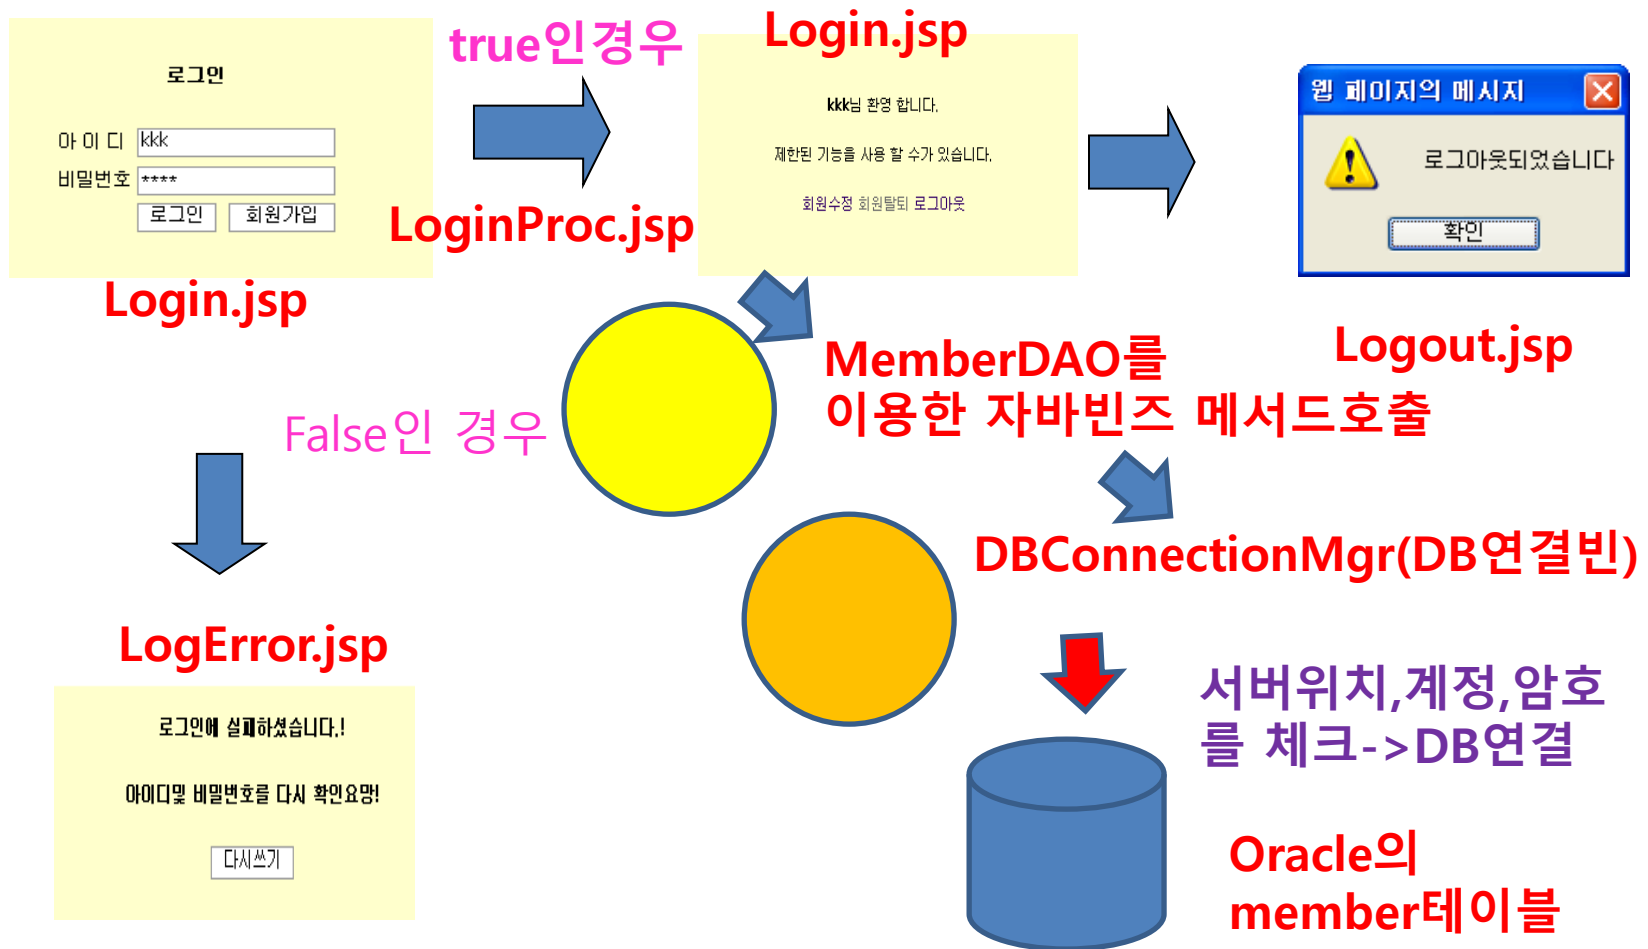 로그인
아 이 디
kkk
비밀번호
****
로그인
회원가입
Login.jsp
true인경우
LoginProc.jsp
Login.jsp
kkk님 환영 합니다.
제한된 기능을 사용 할 수가 있습니다.
회원수정 회원탈퇴 로그아웃
웹 페이지의 메시지
로그아웃되었습니다
확인
Logout.jsp
MemberDAO를
이용한 자바빈즈 메서드호출
False인 경우
DBConnectionMgr(DB연결빈)
LogError.jsp
로그인에 실패하셨습니다.!
아이디및 비밀번호를 다시 확인요망!
다시쓰기
서버위치,계정,암호
를 체크->DB연결
Oracle의
member테이블